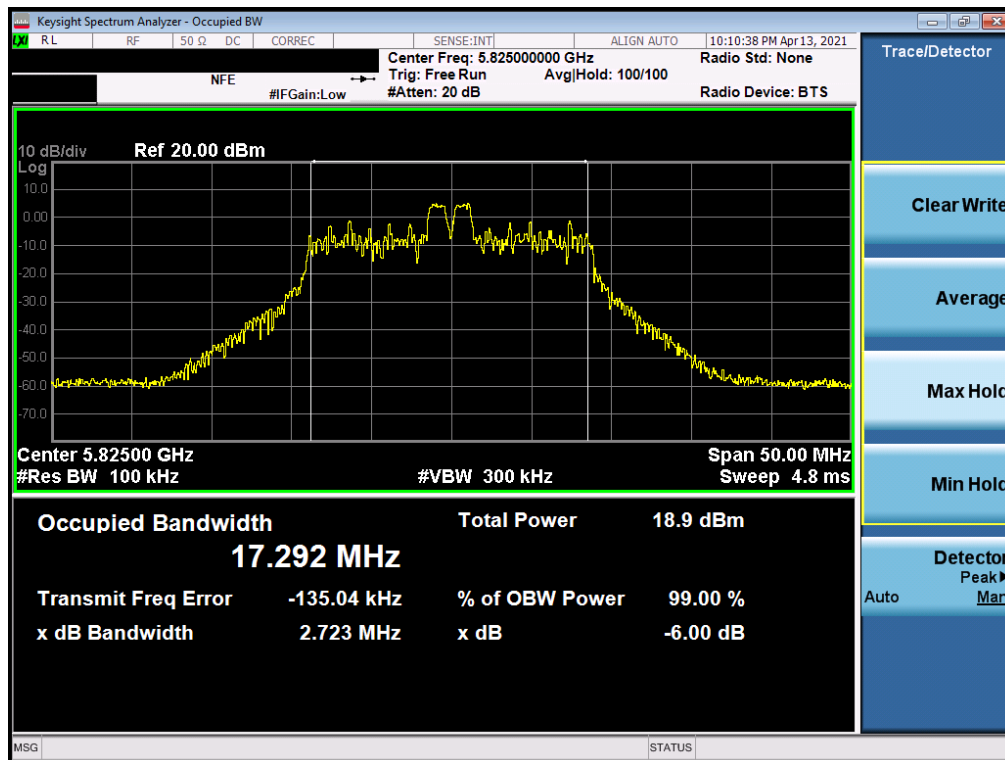 Keysight Spectrum Analyzer - Occupied BW
LXI RL RF 50 Ω DC CORREC SENSE:INT ALIGN AUTO 10:10:38 PM Apr 13, 2021
Center Freq: 5.825000000 GHz Radio Std: None
NFE Trig: Free Run Avg|Hold: 100/100
#IFGain:Low #Atten: 20 dB Radio Device: BTS
Trace/Detector
10 dB/div Ref 20.00 dBm
Log
10.0
0.00
-10.0
-20.0
-30.0
-40.0
-50.0
-60.0
-70.0
Center 5.82500 GHz Span 50.00 MHz
#Res BW 100 kHz #VBW 300 kHz Sweep 4.8 ms
Occupied Bandwidth Total Power 18.9 dBm
17.292 MHz
Transmit Freq Error -135.04 kHz % of OBW Power 99.00 %
x dB Bandwidth 2.723 MHz x dB -6.00 dB
Clear Write
Average
Max Hold
Min Hold
Detector
Peak
Auto Man
MSG STATUS